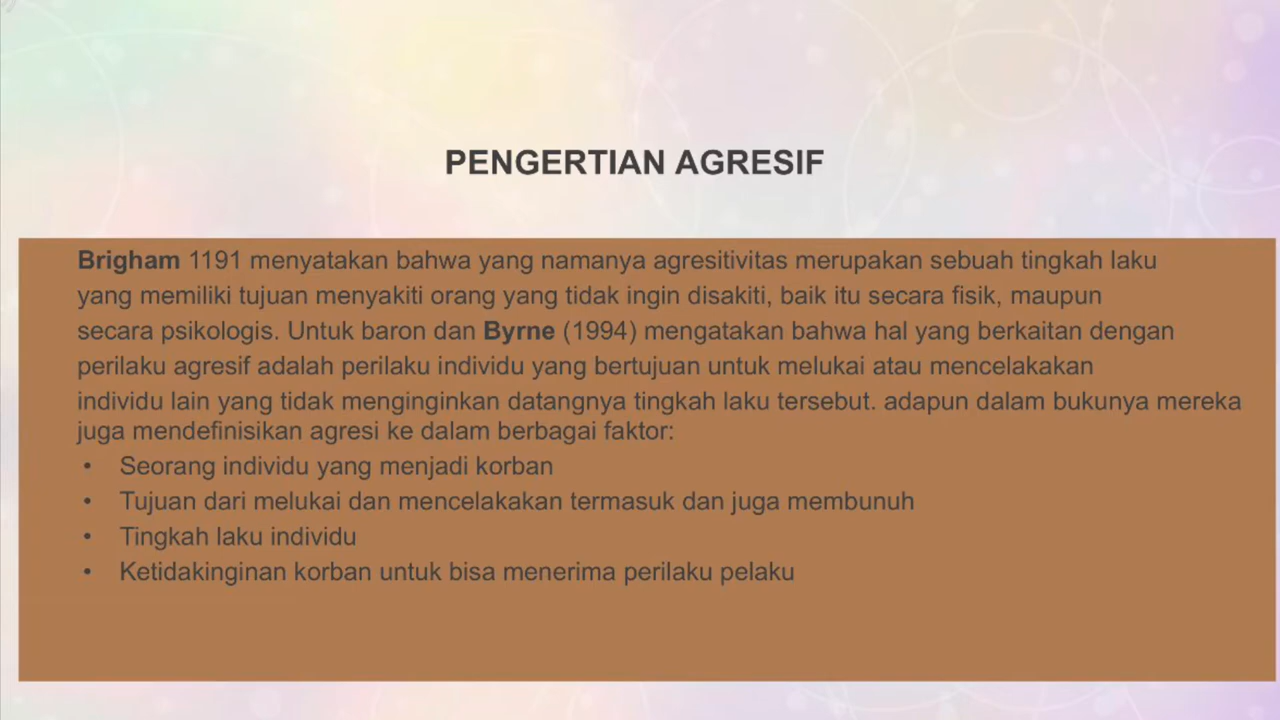 PENGERTIAN AGRESIF
Brigham 1191 menyatakan bahwa yang namanya agresitivitas merupakan sebuah tingkah laku
yang memiliki tujuan menyakiti orang yang tidak ingin disakiti, baik itu secara fisik, maupun
secara psikologis. Untuk baron dan Byrne (1994) mengatakan bahwa hal yang berkaitan dengan
perilaku agresif adalah perilaku individu yang bertujuan untuk melukai atau mencelakakan
individu lain yang tidak menginginkan datangnya tingkah laku tersebut. adapun dalam bukunya mereka
juga mendefinisikan agresi ke dalam berbagai faktor:
• Seorang individu yang menjadi korban
• Tujuan dari melukai dan mencelakakan termasuk dan juga membunuh
• Tingkah laku individu
• Ketidakinginan korban untuk bisa menerima perilaku pelaku